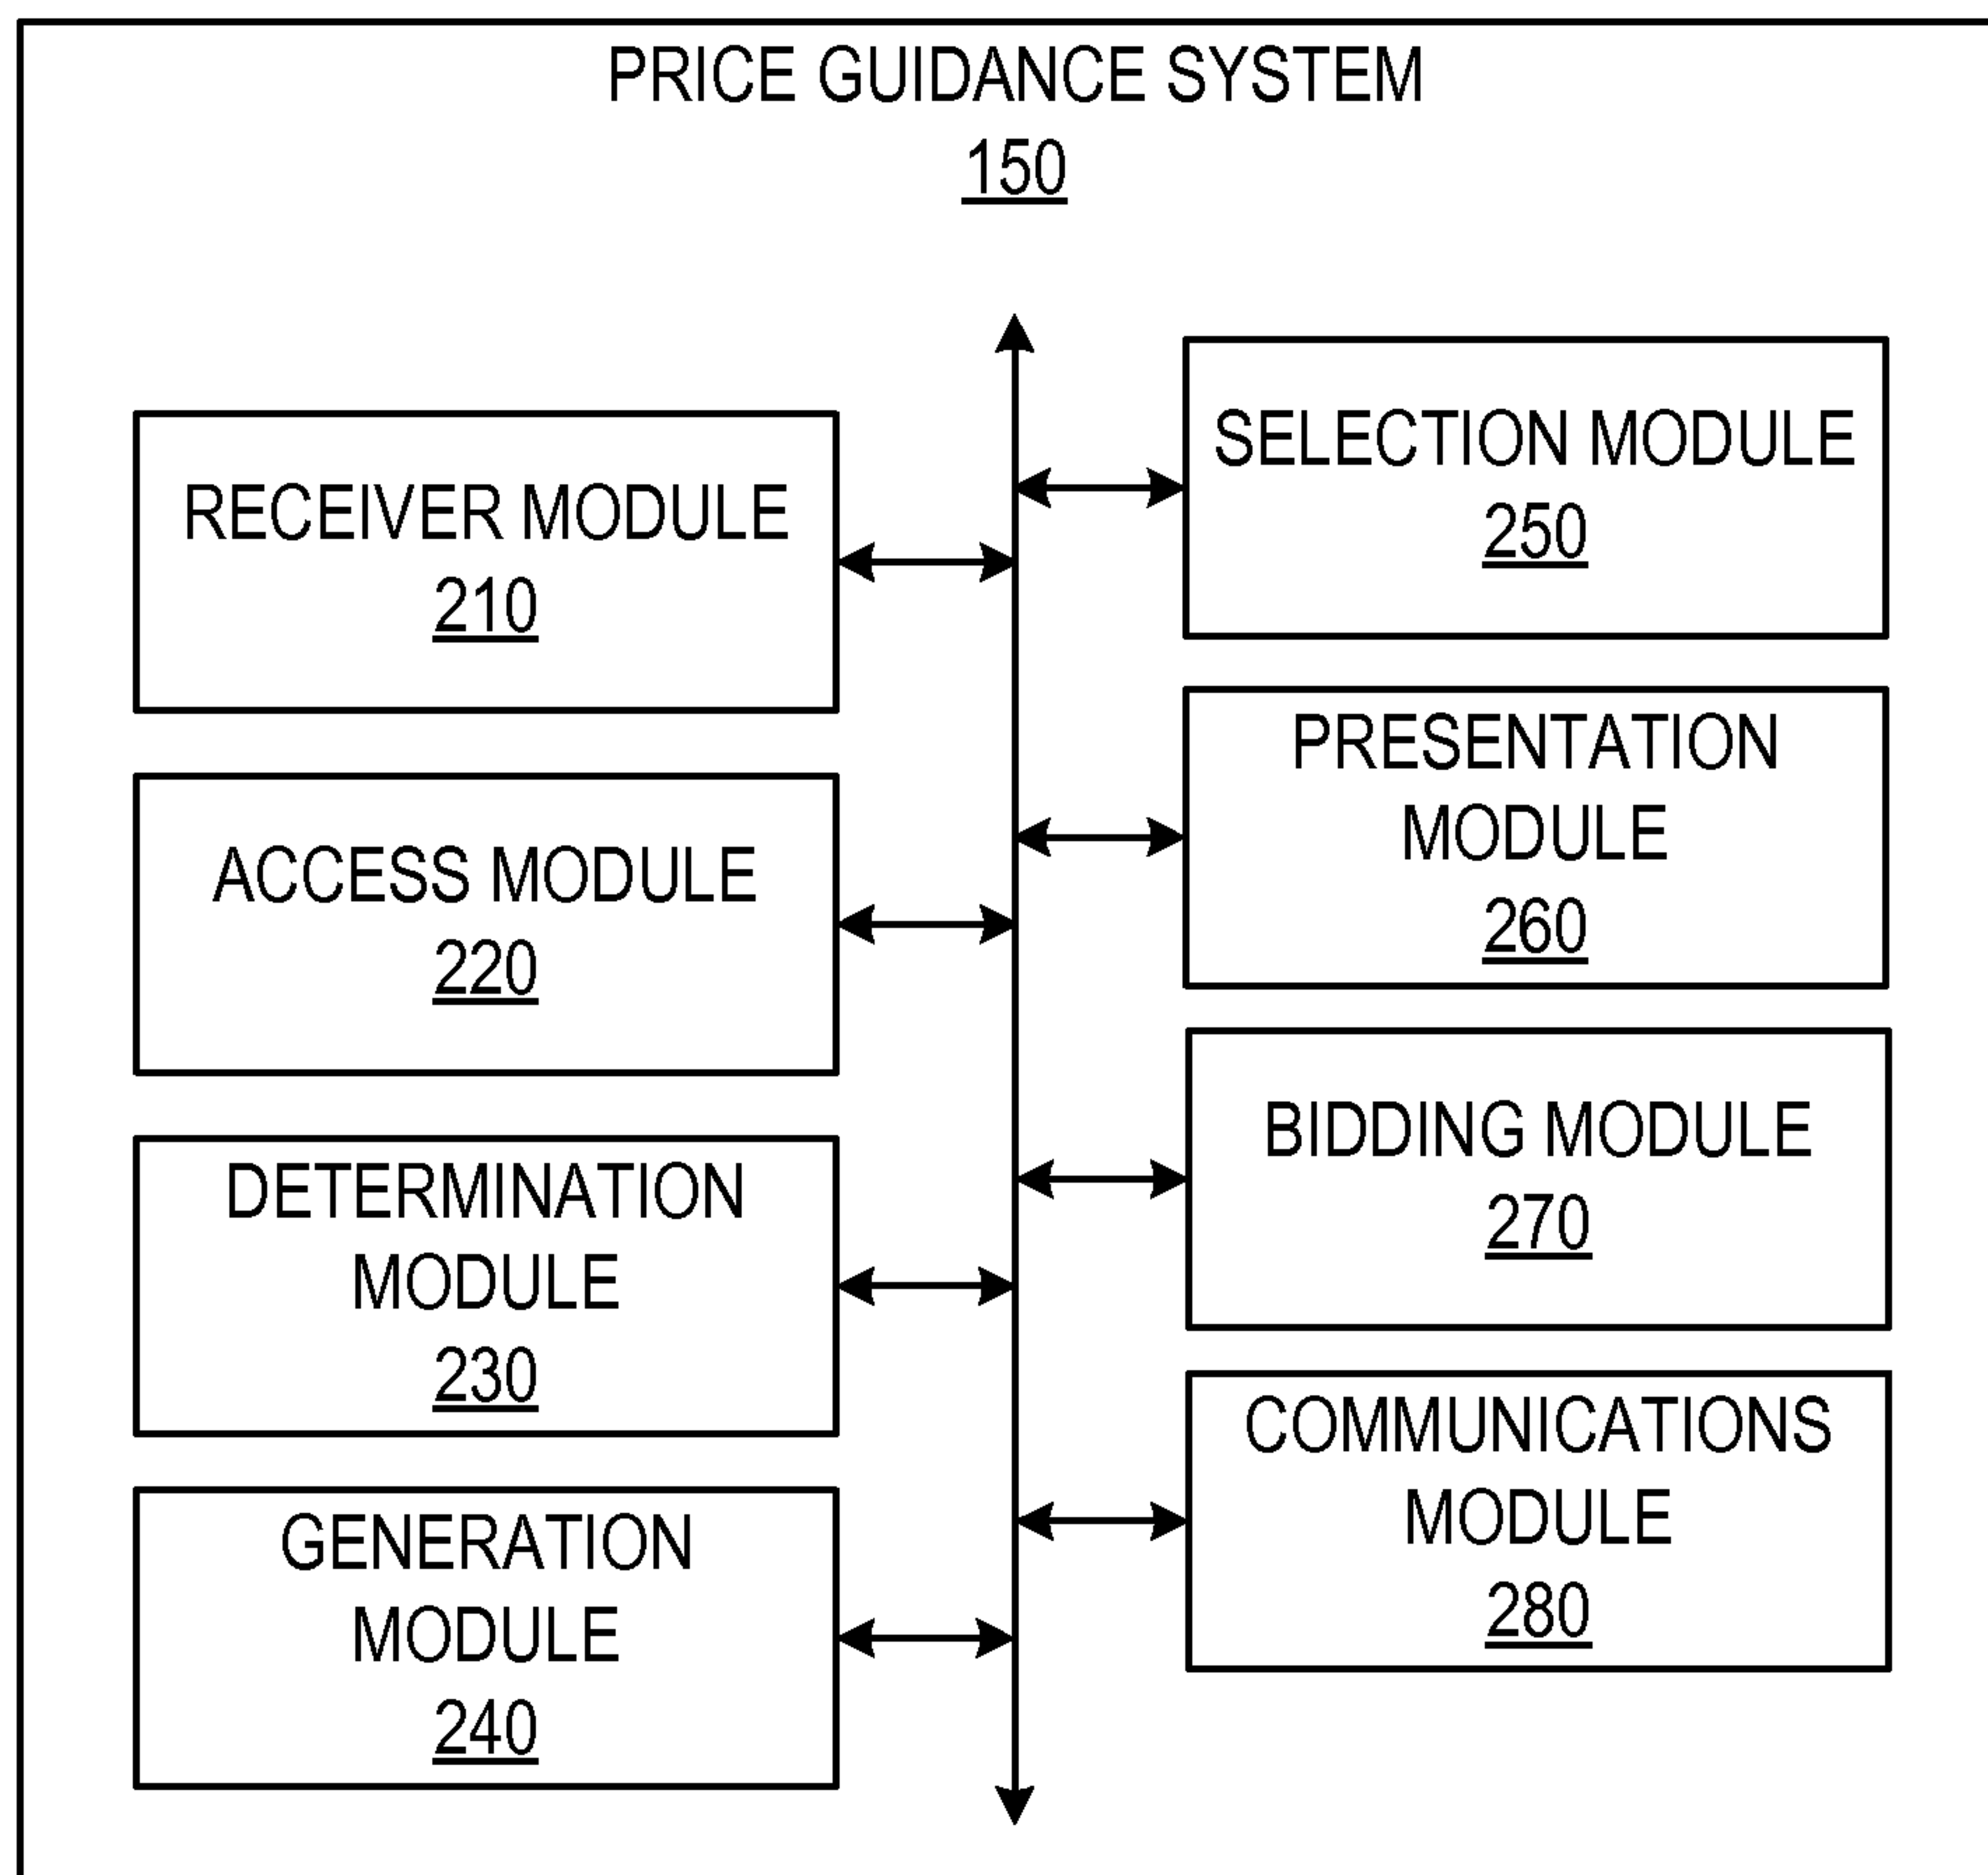 PRICE GUIDANCE SYSTEM
150
RECEIVER MODULE
210
ACCESS MODULE
220
DETERMINATION
MODULE
230
GENERATION
MODULE
240
SELECTION MODULE
250
PRESENTATION
MODULE
260
BIDDING MODULE
270
COMMUNICATIONS
MODULE
280